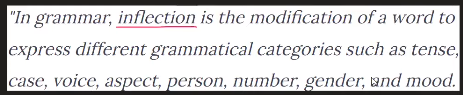 "In grammar, inflection is the modification of a word to
express different grammatical categories such as tense,
case, voice, aspect, person, number, gender, and mood.